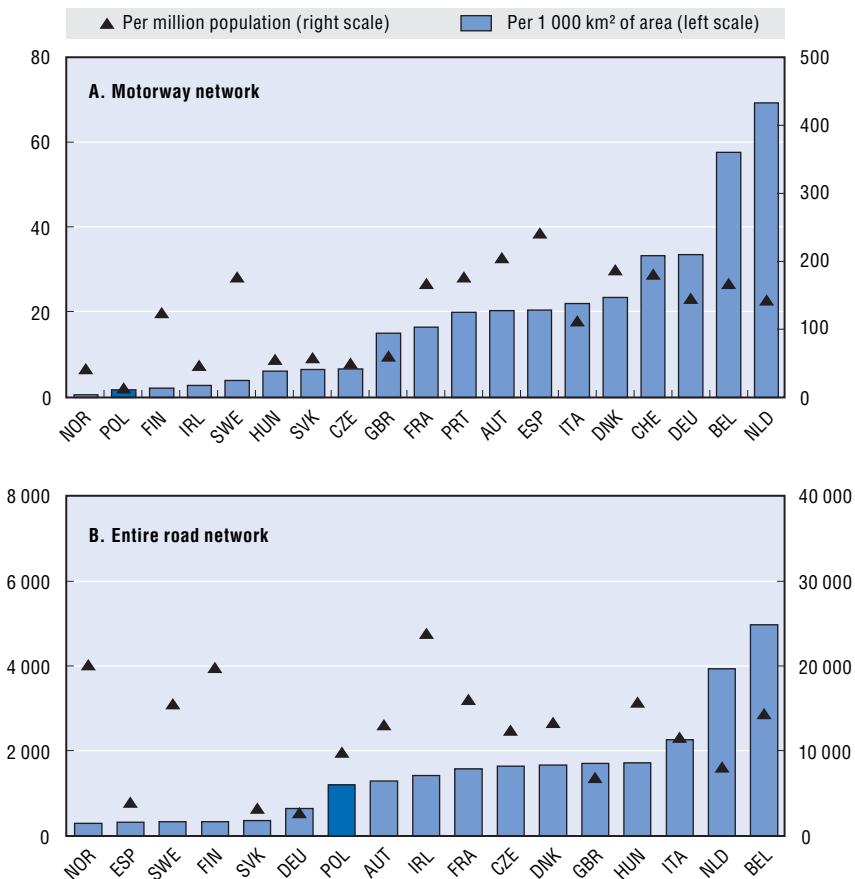 Per million population (right scale) Per 1 000 km² of area (left scale)
80 500
A. Motorway network
400
60
300
40
200
20
100
0 0
NOR POL FIN IRL SWE HUN SVK CZE GBR FRA PRT AUT ESP ITA DNK CHE DEU BEL NLD
8 000 40 000
B. Entire road network
6 000 30 000
4 000 20 000
2 000 10 000
0 0
NOR ESP SWE FIN SVK DEU POL AUT IRL FRA CZE DNK GBR HUN ITA NLD BEL